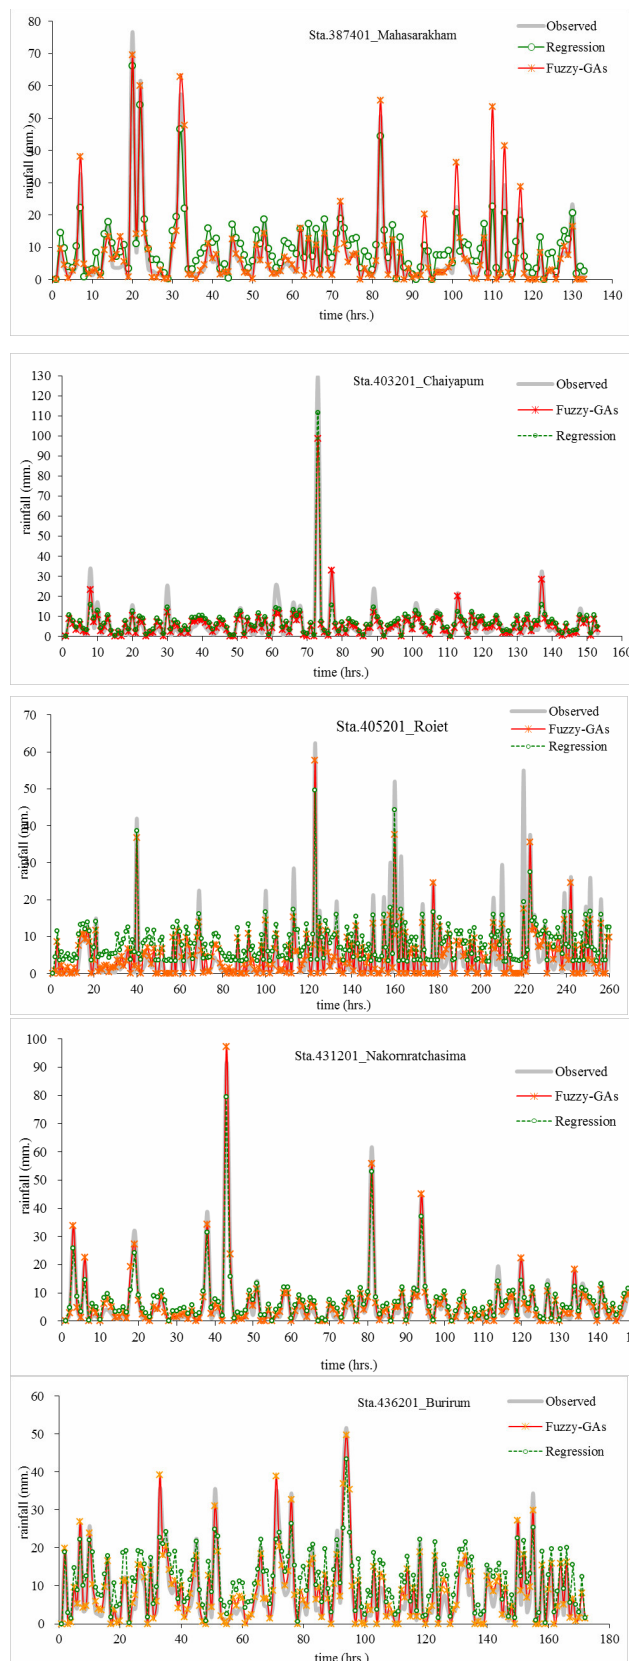 Sta.387401_Mahasarakham
Observed
Regression
Fuzzy-GAs
rainfall (mm.)
80
70
60
50
40
30
20
10
0
0 10 20 30 40 50 60 70 80 90 100 110 120 130 140
time (hrs.)
Sta.403201_Chaiyapum
Observed
Fuzzy-GAs
Regression
rainfall (mm.)
130
120
110
100
90
80
70
60
50
40
30
20
10
0
0 10 20 30 40 50 60 70 80 90 100 110 120 130 140 150 160
time (hrs.)
Sta.405201_Roiet
Observed
Fuzzy-GAs
Regression
rainfall (mm.)
70
60
50
40
30
20
10
0
0 20 40 60 80 100 120 140 160 180 200 220 240 260
time (hrs.)
Sta.431201_Nakornratchasima
Observed
Fuzzy-GAs
Regression
rainfall (mm.)
100
90
80
70
60
50
40
30
20
10
0
0 10 20 30 40 50 60 70 80 90 100 110 120 130 140
time (hrs.)
Sta.436201_Burirum
Observed
Fuzzy-GAs
Regression
rainfall (mm.)
60
50
40
30
20
10
0
0 20 40 60 80 100 120 140 160 180
time (hrs.)